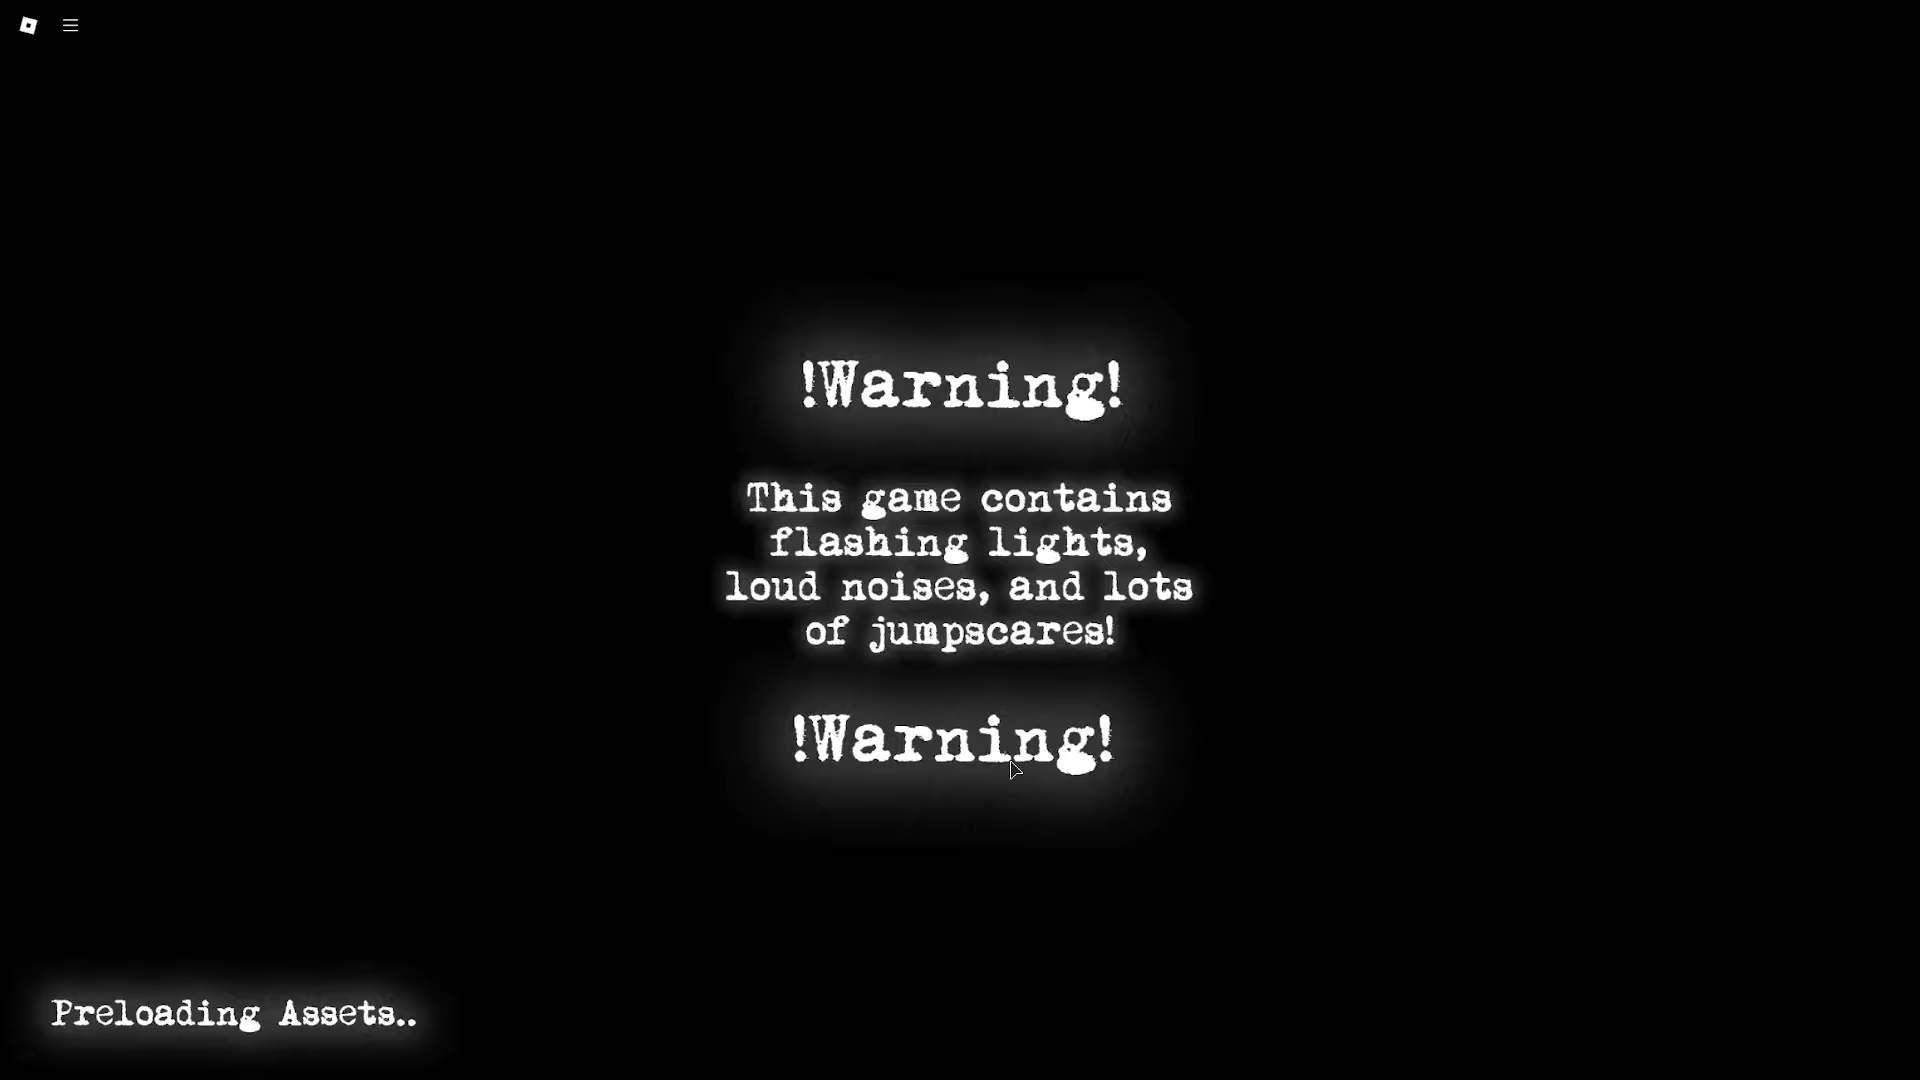 !Warning!
This game contains
flashing lights,
loud noises, and lots
of jumpscares!
!Warning!
Preloading Assets..